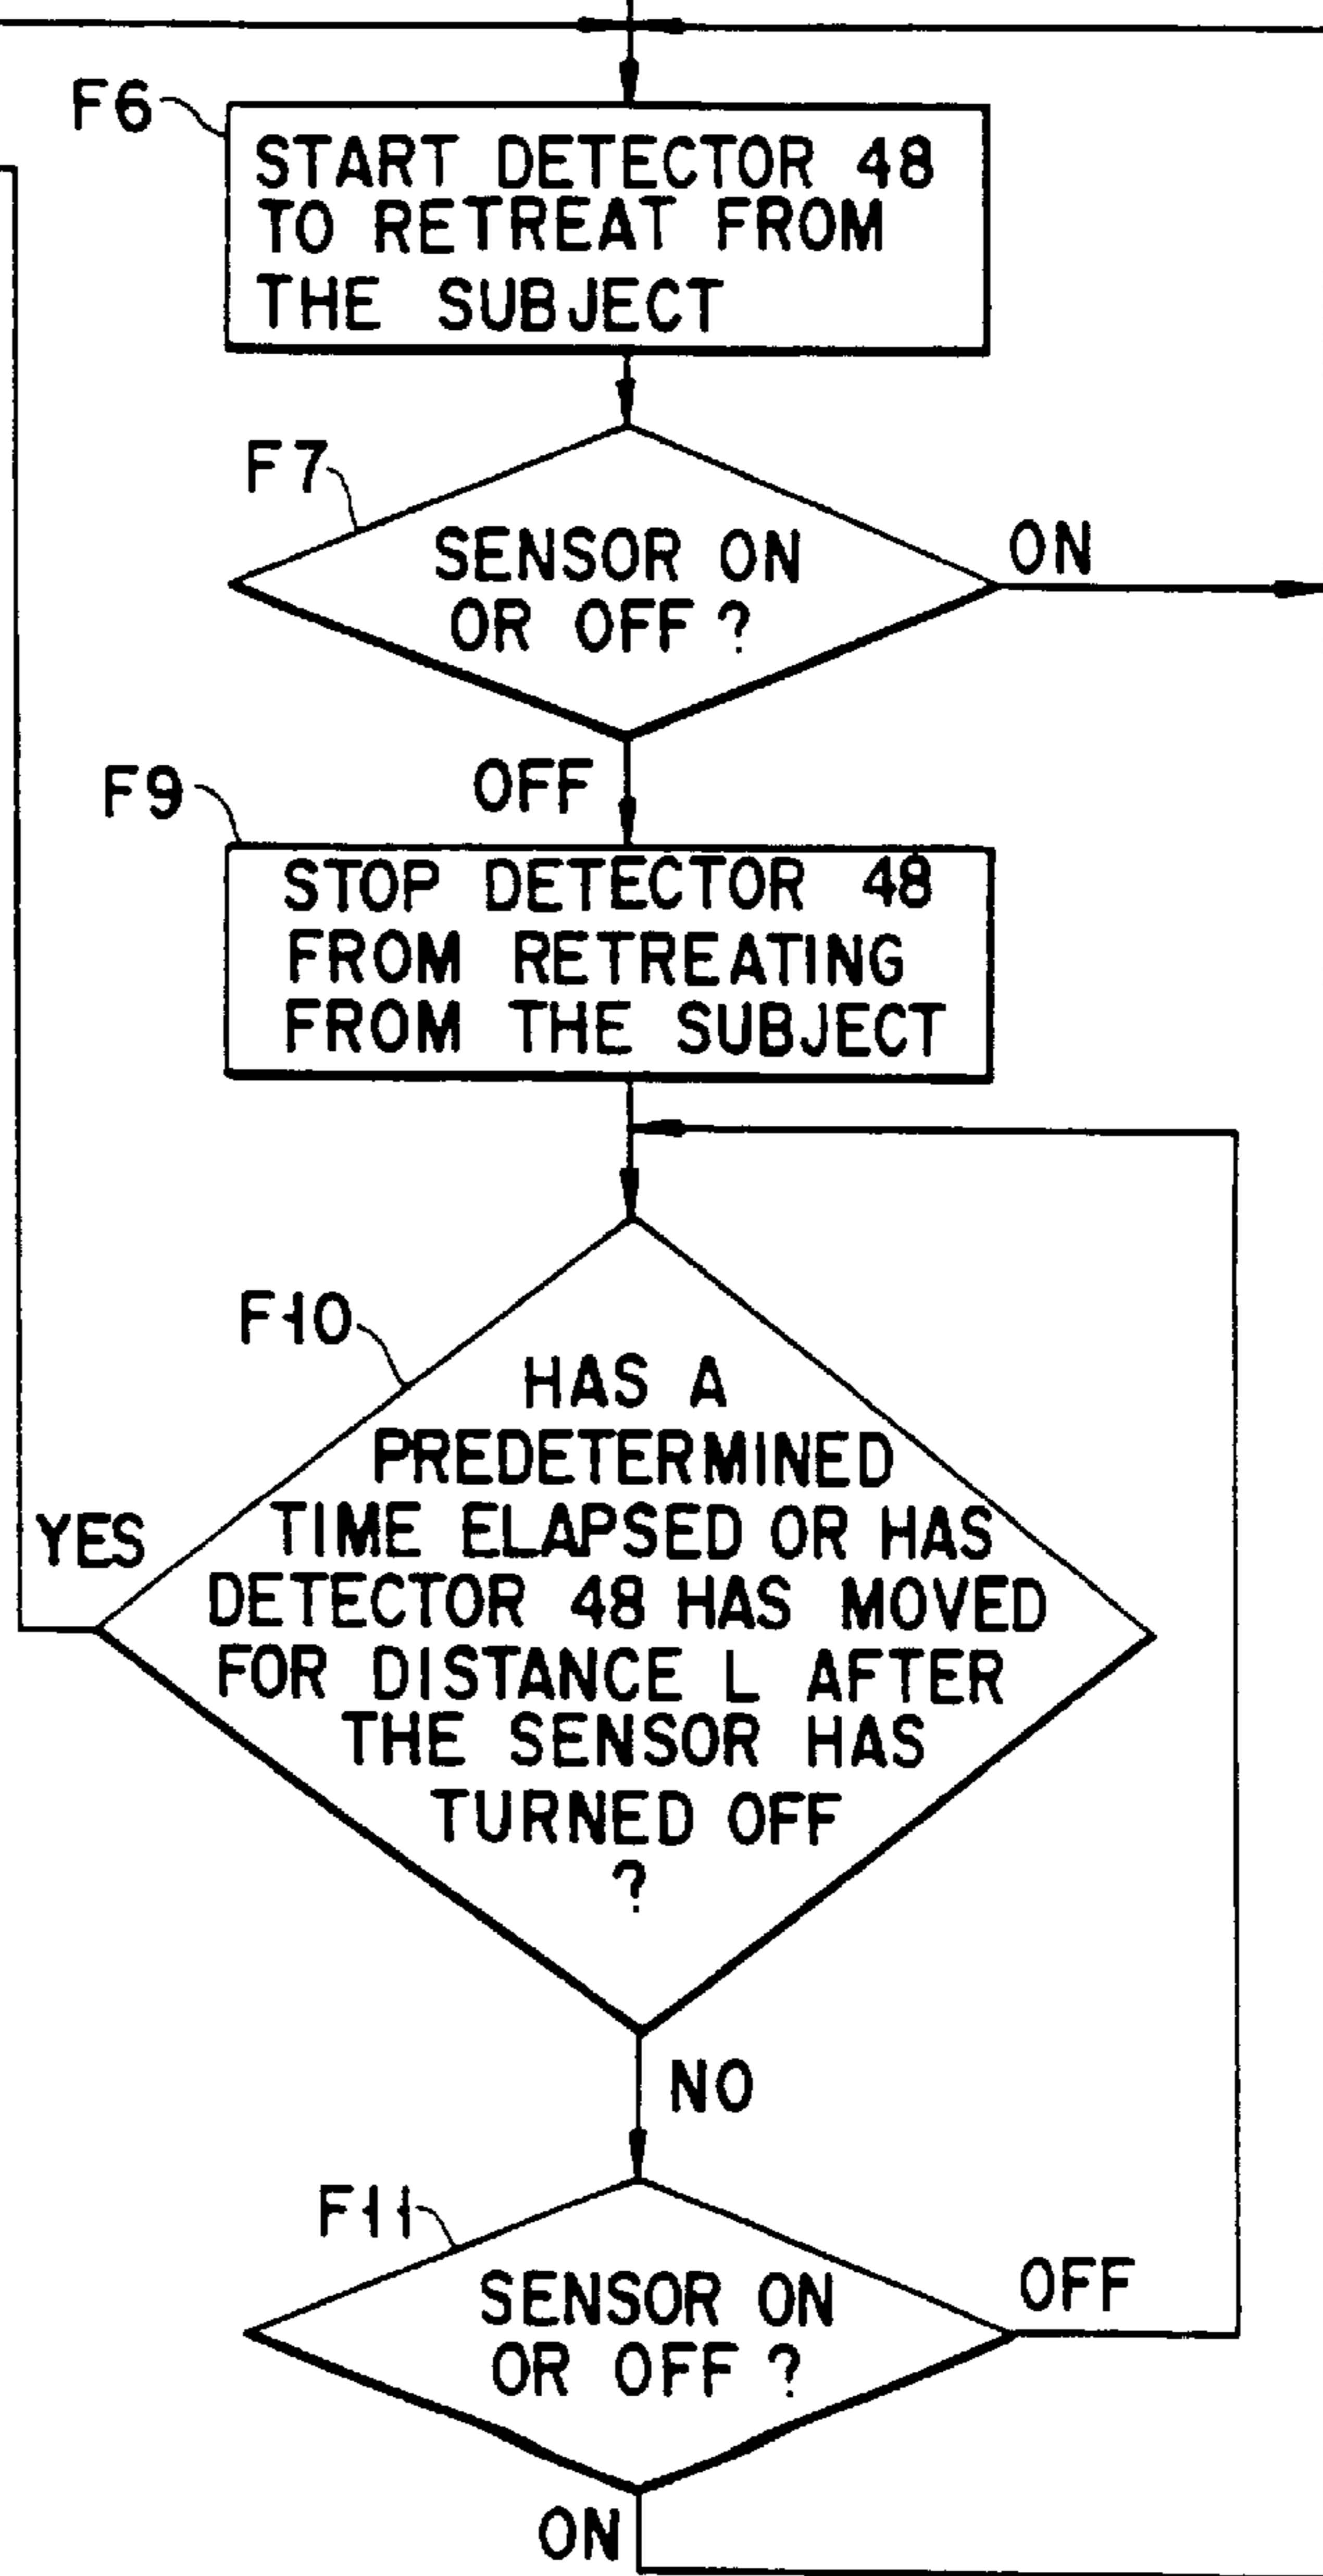 F6
START DETECTOR 48
TO RETREAT FROM
THE SUBJECT
F7
SENSOR ON
OR OFF ?
ON
OFF
F9
STOP DETECTOR 48
FROM RETREATING
FROM THE SUBJECT
F10
HAS A
PREDETERMINED
TIME ELAPSED OR HAS
DETECTOR 48 HAS MOVED
FOR DISTANCE L AFTER
THE SENSOR HAS
TURNED OFF
?
YES
NO
F11
SENSOR ON
OR OFF ?
OFF
ON